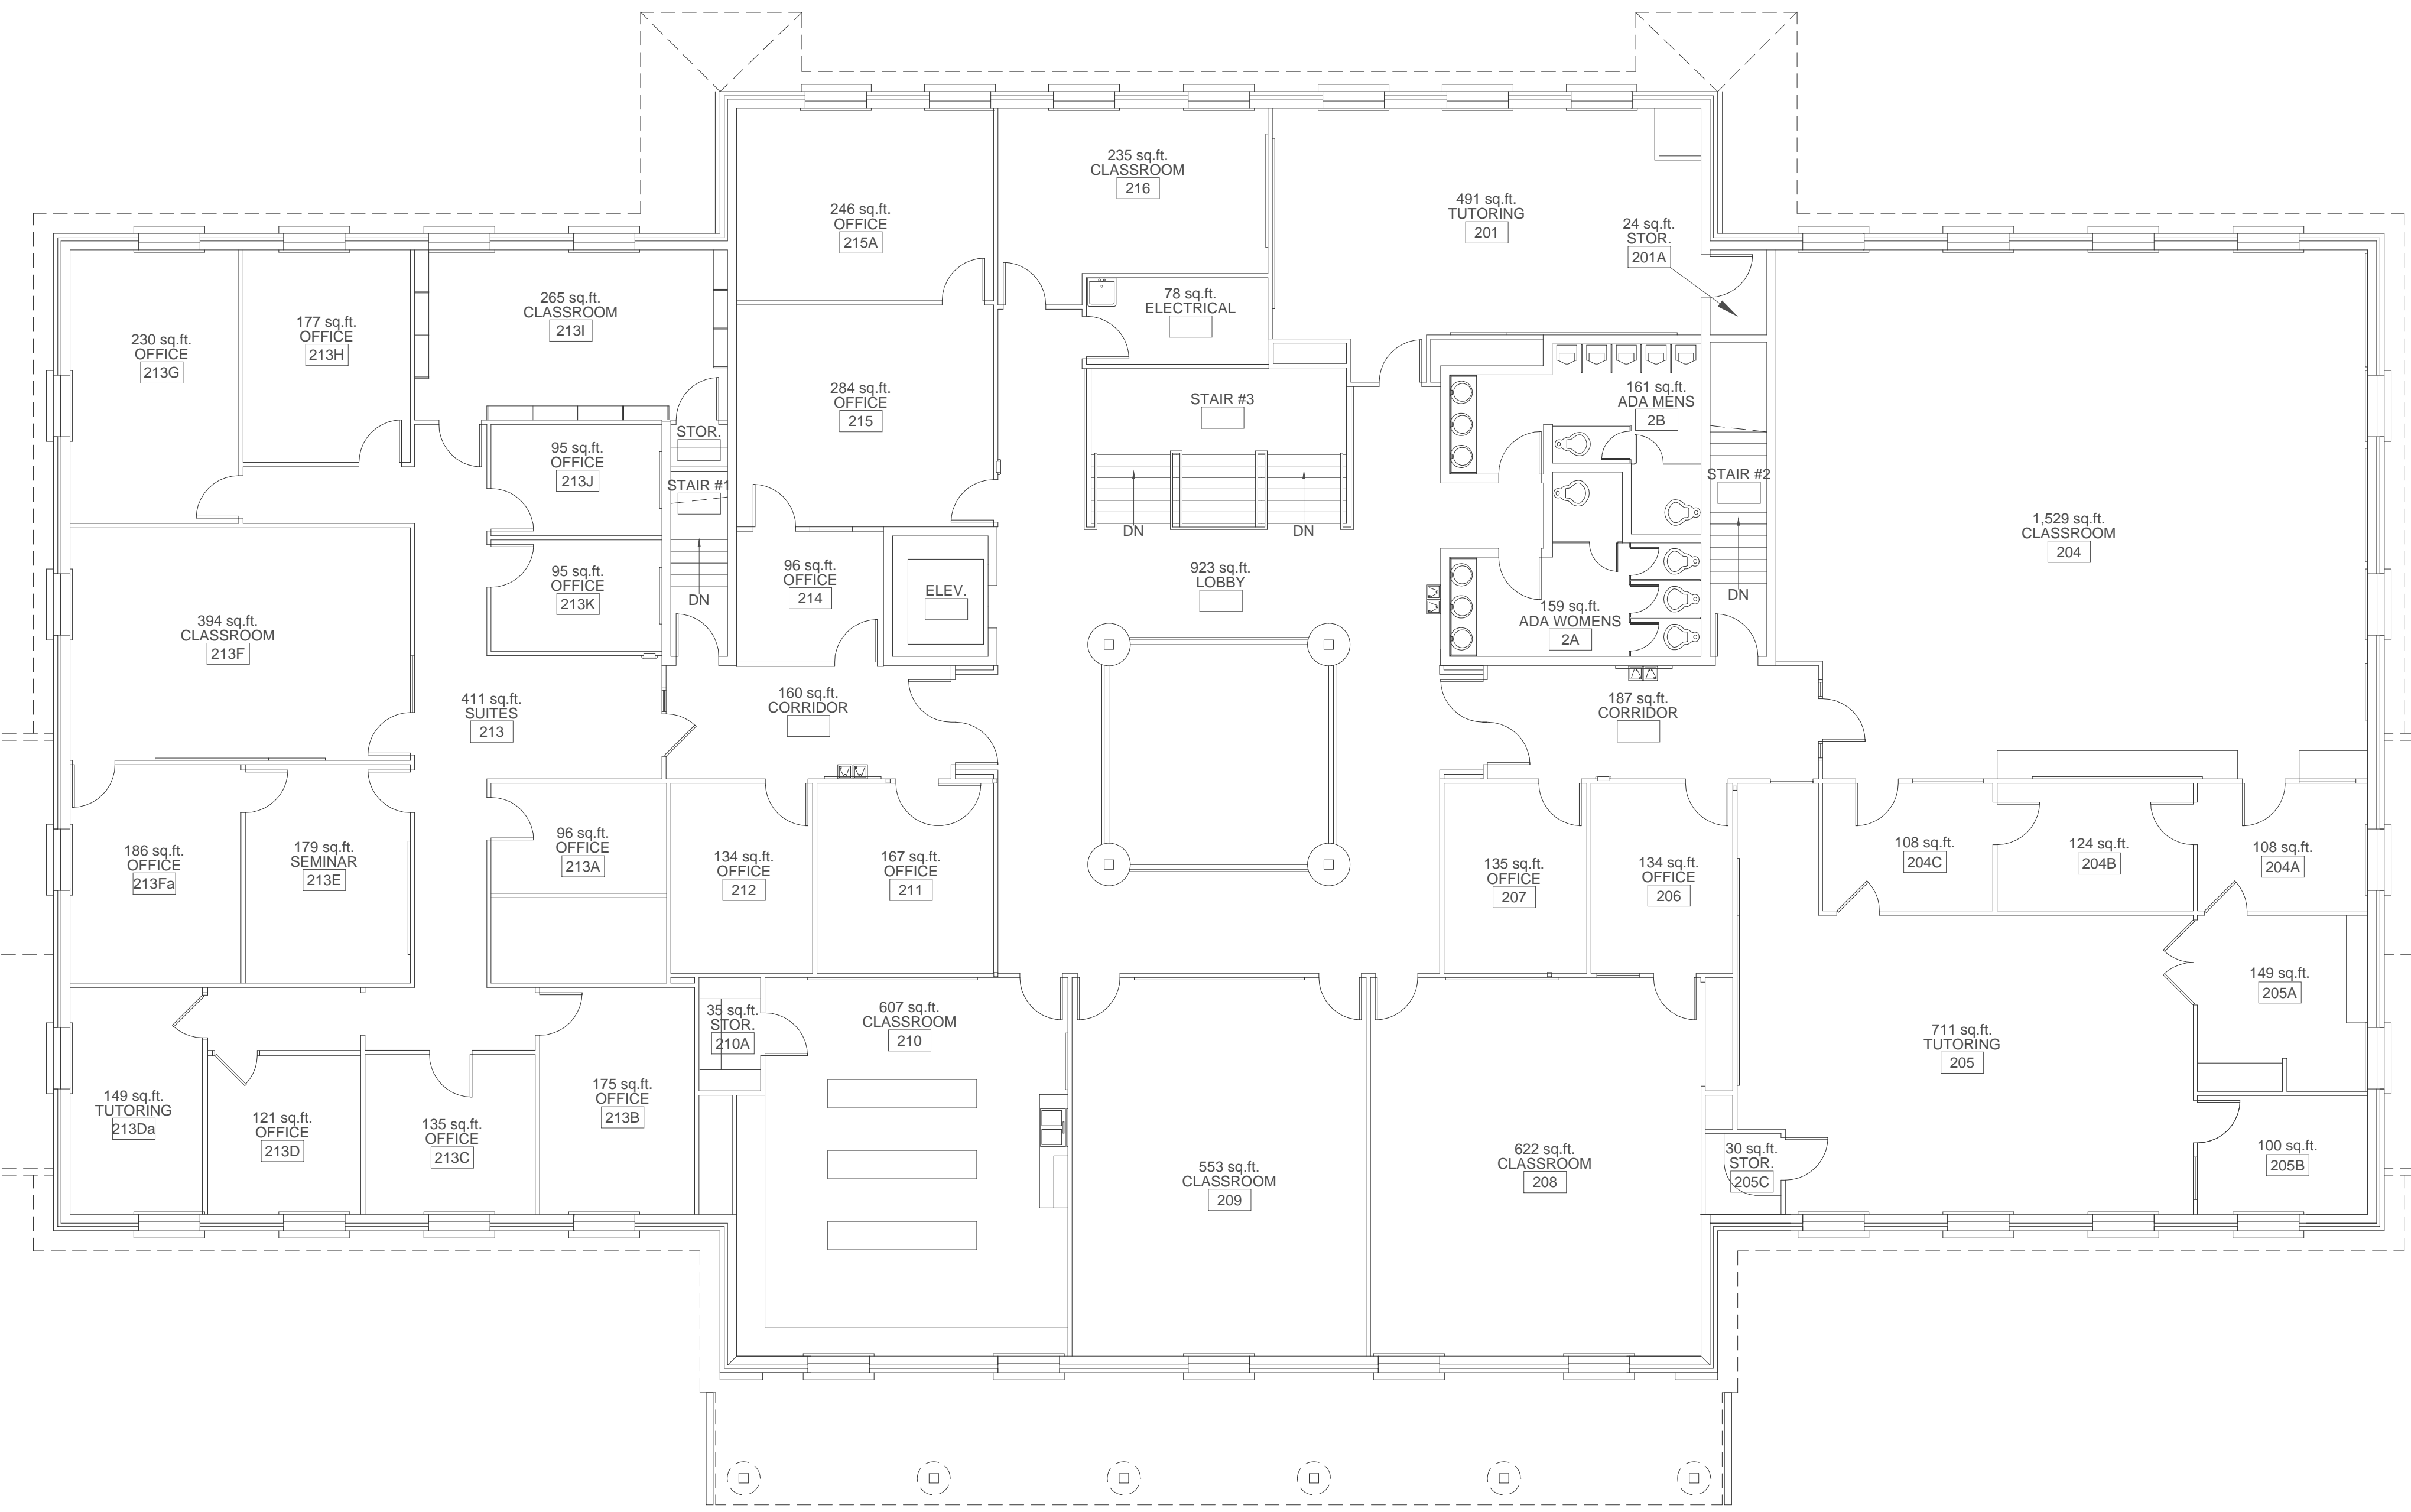 235 sq.ft.
CLASSROOM
216
246 sq.ft.
OFFICE
215A
491 sq.ft.
TUTORING
201
24 sq.ft.
STOR.
201A
230 sq.ft.
OFFICE
213G
177 sq.ft.
OFFICE
213H
265 sq.ft.
CLASSROOM
213I
78 sq.ft.
ELECTRICAL
284 sq.ft.
OFFICE
215
STAIR #3
DN
DN
161 sq.ft.
ADA MENS
2B
STOR.
95 sq.ft.
OFFICE
213J
STAIR #1
DN
STAIR #2
DN
1,529 sq.ft.
CLASSROOM
204
95 sq.ft.
OFFICE
213K
96 sq.ft.
OFFICE
214
ELEV.
923 sq.ft.
LOBBY
159 sq.ft.
ADA WOMENS
2A
394 sq.ft.
CLASSROOM
213F
411 sq.ft.
SUITES
213
160 sq.ft.
CORRIDOR
187 sq.ft.
CORRIDOR
186 sq.ft.
OFFICE
213Fa
179 sq.ft.
SEMINAR
213E
96 sq.ft.
OFFICE
213A
134 sq.ft.
OFFICE
212
167 sq.ft.
OFFICE
211
135 sq.ft.
OFFICE
207
134 sq.ft.
OFFICE
206
108 sq.ft.
204C
124 sq.ft.
204B
108 sq.ft.
204A
149 sq.ft.
205A
35 sq.ft.
STOR.
210A
607 sq.ft.
CLASSROOM
210
711 sq.ft.
TUTORING
205
149 sq.ft.
TUTORING
213Da
121 sq.ft.
OFFICE
213D
135 sq.ft.
OFFICE
213C
175 sq.ft.
OFFICE
213B
553 sq.ft.
CLASSROOM
209
622 sq.ft.
CLASSROOM
208
30 sq.ft.
STOR.
205C
100 sq.ft.
205B